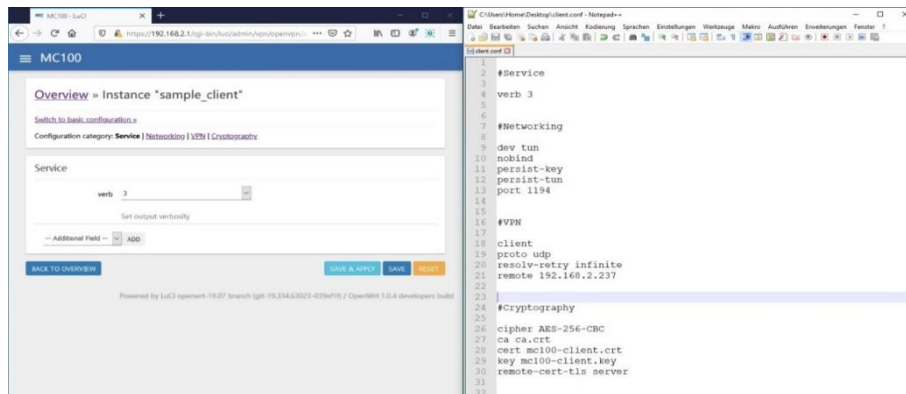 MC100 - LuCI
https://192.168.2.1/cgi-bin/luci/admin/vpn/openvpn/
MC100
Overview » Instance "sample_client"
Switch to basic configuration »
Configuration category: Service | Networking | VPN | Cryptography
Service
verb 3
Set output verbosity
-- Additional Field -- ADD
BACK TO OVERVIEW SAVE & APPLY SAVE RESET
C:\Users\Home\Desktop\client.conf - Notepad++
Datei Bearbeiten Suchen Ansicht Kodierung Sprachen Einstellungen Werkzeuge Makro Ausführen Erweiterungen Fenster ?
client.conf
1
2 #Service
3
4 verb 3
5
6
7 #Networking
8
9 dev tun
10 nobind
11 persist-key
12 persist-tun
13 port 1194
14
15
16 #VPN
17
18 client
19 proto udp
20 resolv-retry infinite
21 remote 192.168.2.237
22
23
24 #Cryptography
25
26 cipher AES-256-CBC
27 ca ca.crt
28 cert mc100-client.crt
29 key mc100-client.key
30 remote-cert-tls server
31
32